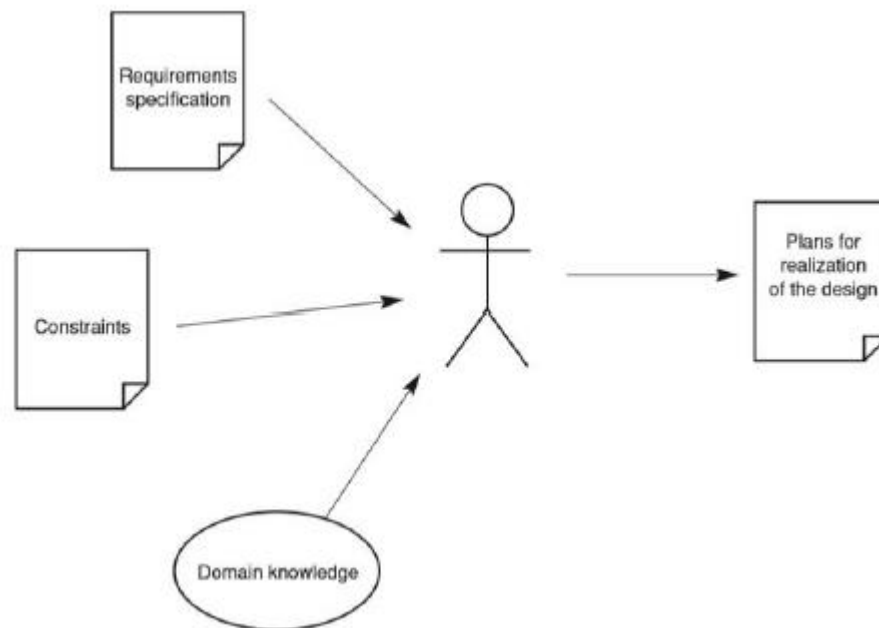 Requirements
specification
Constraints
Domain knowledge
Plans for
realization
of the design